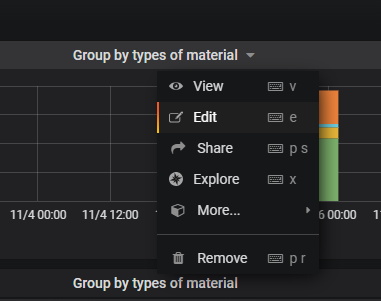 Group by types of material
View v
Edit e
Share p s
Explore x
More...
11/4 00:00 11/4 12:00 6 00:00 11
Remove p r
Group by types of material